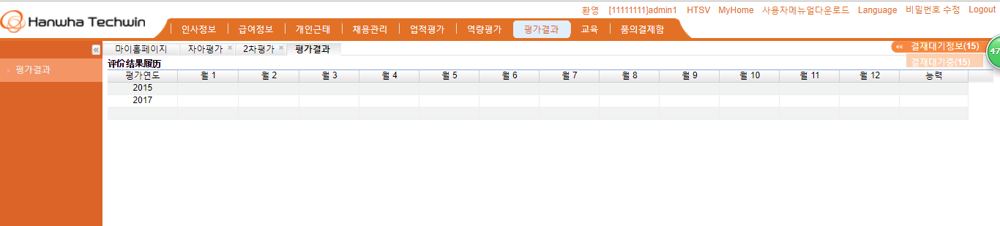 환영 [11111111]admin1 HTSV MyHome 사용자메뉴얼다운로드 Language 비밀번호 수정 Logout
Hanwha Techwin
인사정보 급여정보 개인근태 채용관리 업적평가 역량평가 평가결과 교육 품의결제함
« 마이홈페이지 자아평가 × 2차평가 × 평가결과
« 결재대기정보(15)
47
결재대기중(15)
› 평가결과
评价结果履历
평가연도 월 1 월 2 월 3 월 4 월 5 월 6 월 7 월 8 월 9 월 10 월 11 월 12 능력
2015
2017